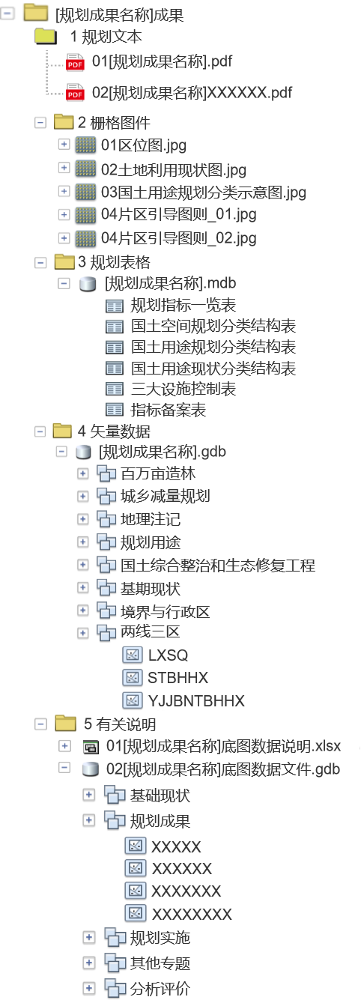 [规划成果名称]成果
1 规划文本
01[规划成果名称].pdf
02[规划成果名称]XXXXXX.pdf
2 栅格图件
01区位图.jpg
02土地利用现状图.jpg
03国土用途规划分类示意图.jpg
04片区引导图则_01.jpg
04片区引导图则_02.jpg
3 规划表格
[规划成果名称].mdb
规划指标一览表
国土空间规划分类结构表
国土用途规划分类结构表
国土用途现状分类结构表
三大设施控制表
指标备案表
4 矢量数据
[规划成果名称].gdb
百万亩造林
城乡减量规划
地理注记
规划用途
国土综合整治和生态修复工程
基期现状
境界与行政区
两线三区
LXSQ
STBHHX
YJJBNTBHHX
5 有关说明
01[规划成果名称]底图数据说明.xlsx
02[规划成果名称]底图数据文件.gdb
基础现状
规划成果
XXXXX
XXXXXX
XXXXXXX
XXXXXXXX
规划实施
其他专题
分析评价